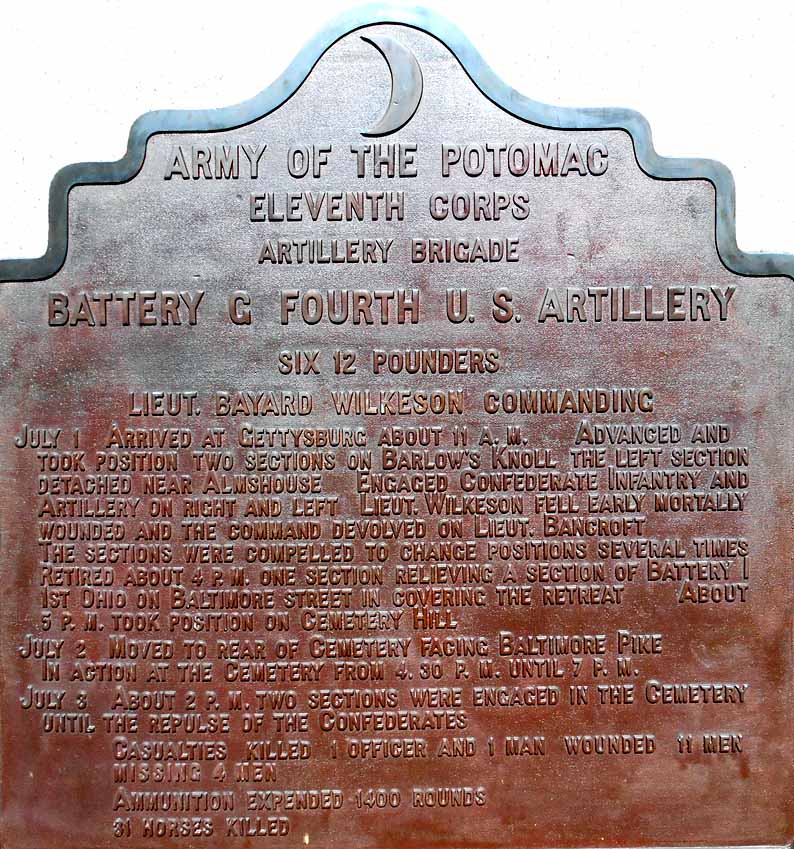 ARMY OF THE POTOMAC
ELEVENTH CORPS
ARTILLERY BRIGADE
BATTERY G FOURTH U. S. ARTILLERY
SIX 12 POUNDERS
LIEUT. BAYARD WILKESON COMMANDING
JULY 1 ARRIVED AT GETTYSBURG ABOUT 11 A. M. ADVANCED AND
TOOK POSITION TWO SECTIONS ON BARLOW'S KNOLL THE LEFT SECTION
DETACHED NEAR ALMSHOUSE ENGAGED CONFEDERATE INFANTRY AND
ARTILLERY ON RIGHT AND LEFT LIEUT. WILKESON FELL EARLY MORTALLY
WOUNDED AND THE COMMAND DEVOLVED ON LIEUT. BANCROFT
THE SECTIONS WERE COMPELLED TO CHANGE POSITIONS SEVERAL TIMES
RETIRED ABOUT 4 P. M. ONE SECTION RELIEVING A SECTION OF BATTERY I
1ST OHIO ON BALTIMORE STREET IN COVERING THE RETREAT ABOUT
5 P. M. TOOK POSITION ON CEMETERY HILL
JULY 2 MOVED TO REAR OF CEMETERY FACING BALTIMORE PIKE
IN ACTION AT THE CEMETERY FROM 4. 30 P. M. UNTIL 7 P. M.
JULY 3 ABOUT 2 P. M. TWO SECTIONS WERE ENGAGED IN THE CEMETERY
UNTIL THE REPULSE OF THE CONFEDERATES
CASUALTIES KILLED 1 OFFICER AND 1 MAN WOUNDED 11 MEN
MISSING 4 MEN
AMMUNITION EXPENDED 1400 ROUNDS
31 HORSES KILLED